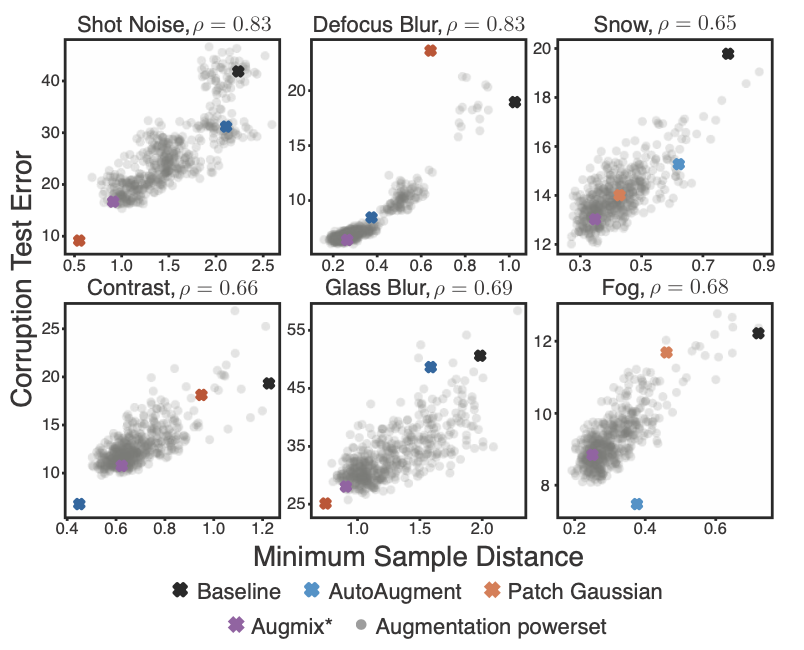 Shot Noise, ρ = 0.83
Defocus Blur, ρ = 0.83
Snow, ρ = 0.65
40
30
20
10
0.5 1.0 1.5 2.0 2.5
20
15
10
0.2 0.4 0.6 0.8 1.0
20
18
16
14
12
0.3 0.5 0.7 0.9
Corruption Test Error
Contrast, ρ = 0.66
Glass Blur, ρ = 0.69
Fog, ρ = 0.68
25
20
15
10
0.4 0.6 0.8 1.0 1.2
55
45
35
25
1.0 1.5 2.0
12
10
8
0.2 0.4 0.6
Minimum Sample Distance
Baseline AutoAugment Patch Gaussian
Augmix* Augmentation powerset